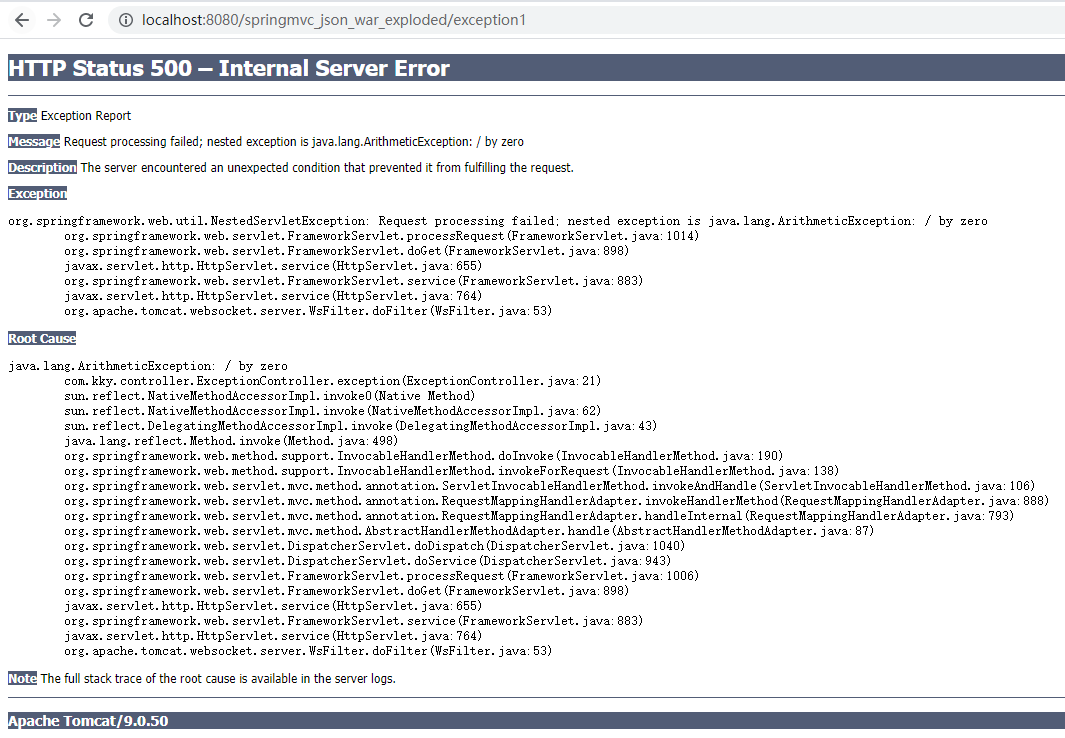 localhost:8080/springmvc_json_war_exploded/exception1
HTTP Status 500 – Internal Server Error
Type Exception Report
Message Request processing failed; nested exception is java.lang.ArithmeticException: / by zero
Description The server encountered an unexpected condition that prevented it from fulfilling the request.
Exception
org.springframework.web.util.NestedServletException: Request processing failed; nested exception is java.lang.ArithmeticException: / by zero
org.springframework.web.servlet.FrameworkServlet.processRequest(FrameworkServlet.java:1014)
org.springframework.web.servlet.FrameworkServlet.doGet(FrameworkServlet.java:898)
javax.servlet.http.HttpServlet.service(HttpServlet.java:655)
org.springframework.web.servlet.FrameworkServlet.service(FrameworkServlet.java:883)
javax.servlet.http.HttpServlet.service(HttpServlet.java:764)
org.apache.tomcat.websocket.server.WsFilter.doFilter(WsFilter.java:53)
Root Cause
java.lang.ArithmeticException: / by zero
com.kky.controller.ExceptionController.exception(ExceptionController.java:21)
sun.reflect.NativeMethodAccessorImpl.invoke0(Native Method)
sun.reflect.NativeMethodAccessorImpl.invoke(NativeMethodAccessorImpl.java:62)
sun.reflect.DelegatingMethodAccessorImpl.invoke(DelegatingMethodAccessorImpl.java:43)
java.lang.reflect.Method.invoke(Method.java:498)
org.springframework.web.method.support.InvocableHandlerMethod.doInvoke(InvocableHandlerMethod.java:190)
org.springframework.web.method.support.InvocableHandlerMethod.invokeForRequest(InvocableHandlerMethod.java:138)
org.springframework.web.servlet.mvc.method.annotation.ServletInvocableHandlerMethod.invokeAndHandle(ServletInvocableHandlerMethod.java:106)
org.springframework.web.servlet.mvc.method.annotation.RequestMappingHandlerAdapter.invokeHandlerMethod(RequestMappingHandlerAdapter.java:888)
org.springframework.web.servlet.mvc.method.annotation.RequestMappingHandlerAdapter.handleInternal(RequestMappingHandlerAdapter.java:793)
org.springframework.web.servlet.mvc.method.AbstractHandlerMethodAdapter.handle(AbstractHandlerMethodAdapter.java:87)
org.springframework.web.servlet.DispatcherServlet.doDispatch(DispatcherServlet.java:1040)
org.springframework.web.servlet.DispatcherServlet.doService(DispatcherServlet.java:943)
org.springframework.web.servlet.FrameworkServlet.processRequest(FrameworkServlet.java:1006)
org.springframework.web.servlet.FrameworkServlet.doGet(FrameworkServlet.java:898)
javax.servlet.http.HttpServlet.service(HttpServlet.java:655)
org.springframework.web.servlet.FrameworkServlet.service(FrameworkServlet.java:883)
javax.servlet.http.HttpServlet.service(HttpServlet.java:764)
org.apache.tomcat.websocket.server.WsFilter.doFilter(WsFilter.java:53)
Note The full stack trace of the root cause is available in the server logs.
Apache Tomcat/9.0.50